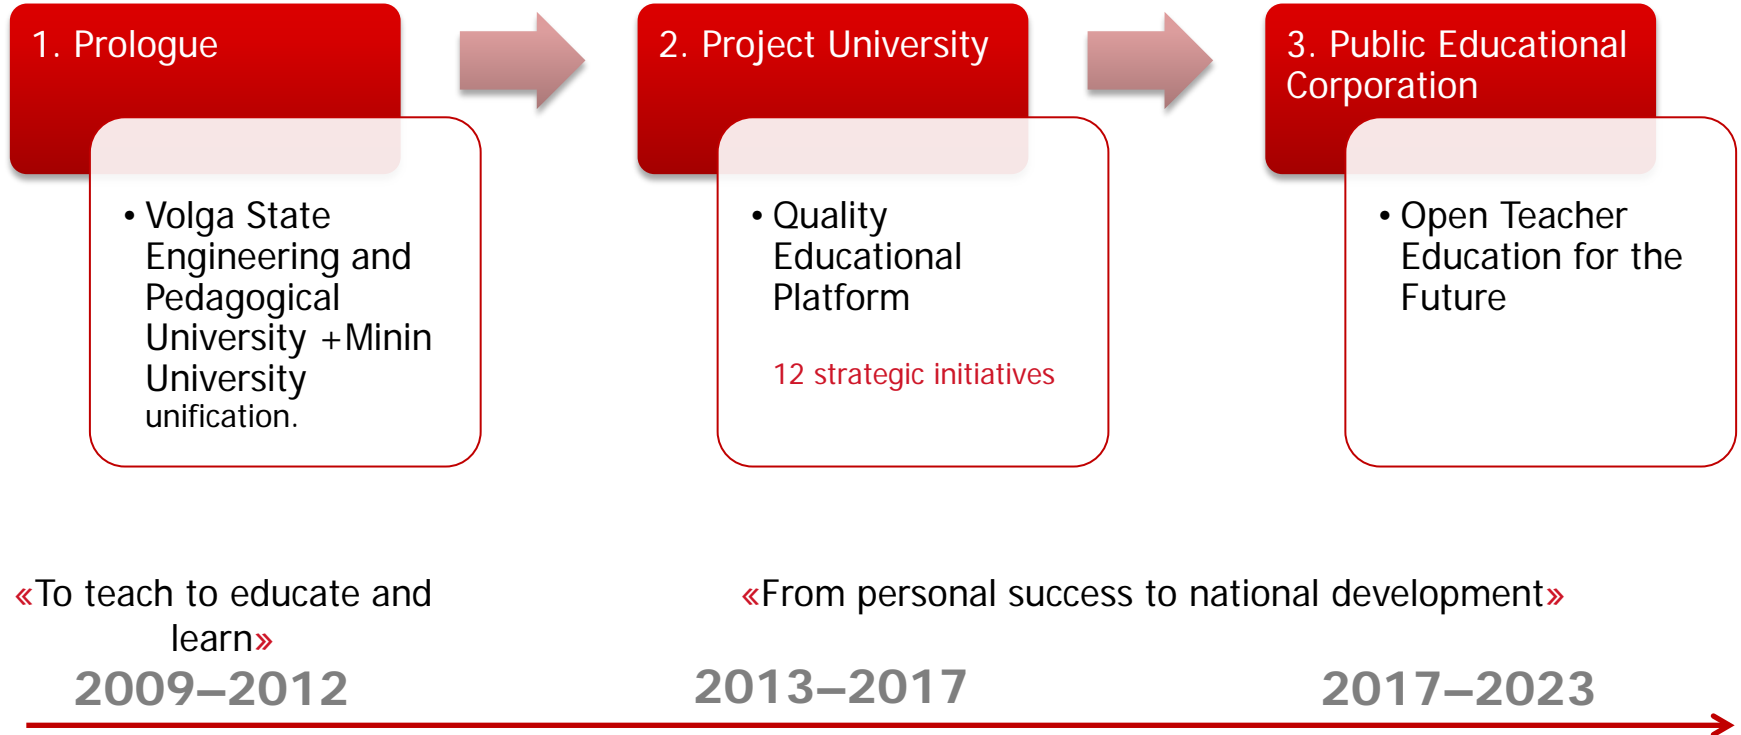 1. Prologue
• Volga State
Engineering and
Pedagogical
University +Minin
University
unification.
2. Project University
• Quality
Educational
Platform
12 strategic initiatives
3. Public Educational
Corporation
• Open Teacher
Education for the
Future
«To teach to educate and
learn»
«From personal success to national development»
2009–2012
2013–2017
2017–2023